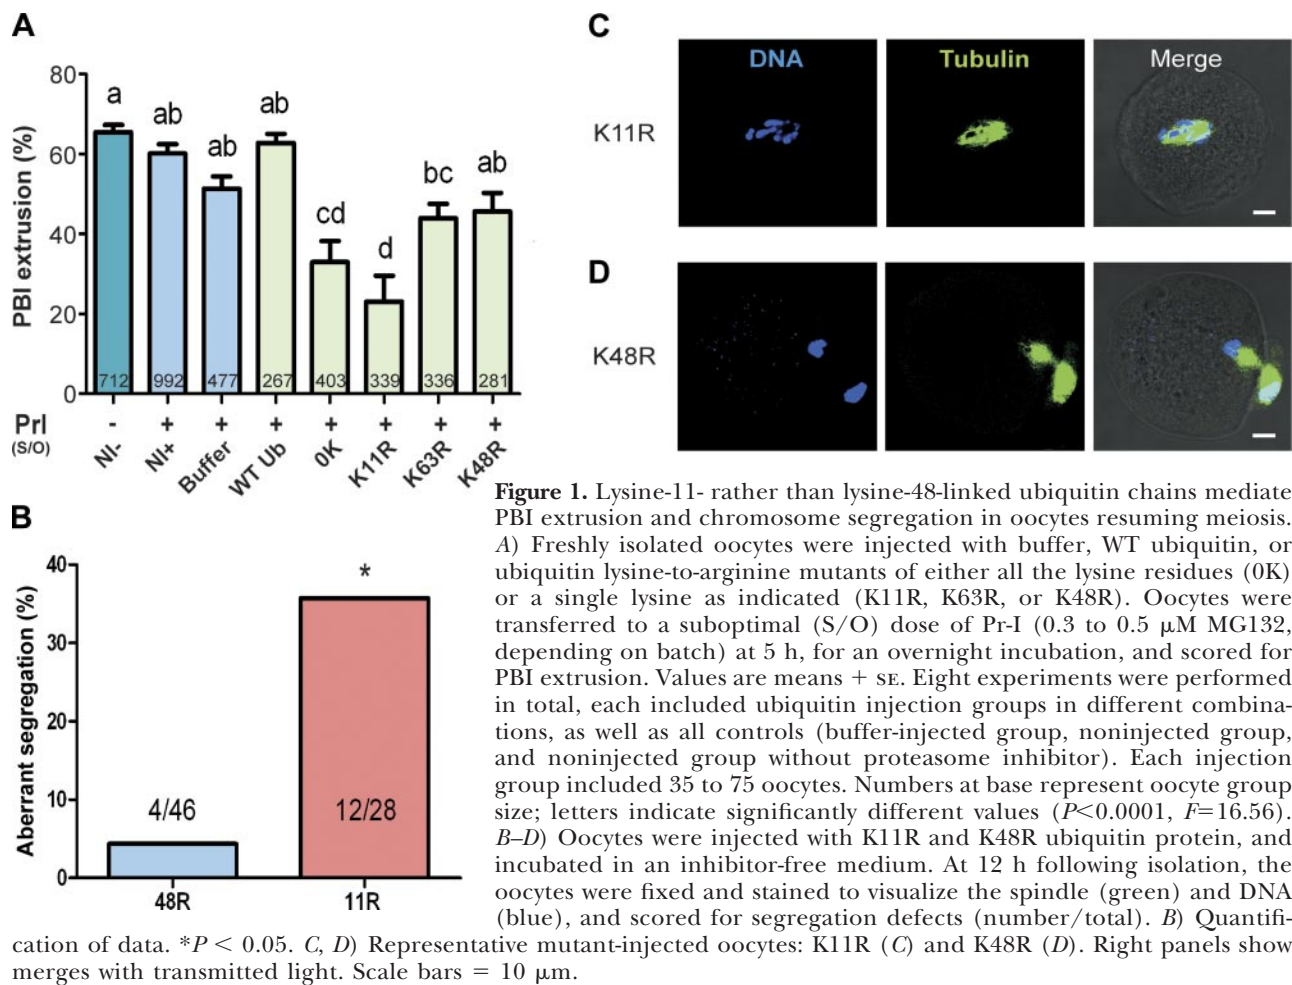 A
PBI extrusion (%)
80
60
40
20
0
a
ab
ab
ab
cd
d
bc
ab
712
992
477
267
403
339
336
281
PrI
(S/O)
- + + + + + + +
NI-
NI+
Buffer
WT Ub
0K
K11R
K63R
K48R
B
Aberrant segregation (%)
40
30
20
10
0
4/46
*
12/28
48R
11R
C
DNA
Tubulin
Merge
K11R
D
K48R
Figure 1. Lysine-11- rather than lysine-48-linked ubiquitin chains mediate
PBI extrusion and chromosome segregation in oocytes resuming meiosis.
A) Freshly isolated oocytes were injected with buffer, WT ubiquitin, or
ubiquitin lysine-to-arginine mutants of either all the lysine residues (0K)
or a single lysine as indicated (K11R, K63R, or K48R). Oocytes were
transferred to a suboptimal (S/O) dose of Pr-I (0.3 to 0.5 μM MG132,
depending on batch) at 5 h, for an overnight incubation, and scored for
PBI extrusion. Values are means + SE. Eight experiments were performed
in total, each included ubiquitin injection groups in different combina-
tions, as well as all controls (buffer-injected group, noninjected group,
and noninjected group without proteasome inhibitor). Each injection
group included 35 to 75 oocytes. Numbers at base represent oocyte group
size; letters indicate significantly different values (P<0.0001, F=16.56).
B–D) Oocytes were injected with K11R and K48R ubiquitin protein, and
incubated in an inhibitor-free medium. At 12 h following isolation, the
oocytes were fixed and stained to visualize the spindle (green) and DNA
(blue), and scored for segregation defects (number/total). B) Quantifi-
cation of data. *P < 0.05. C, D) Representative mutant-injected oocytes: K11R (C) and K48R (D). Right panels show
merges with transmitted light. Scale bars = 10 μm.